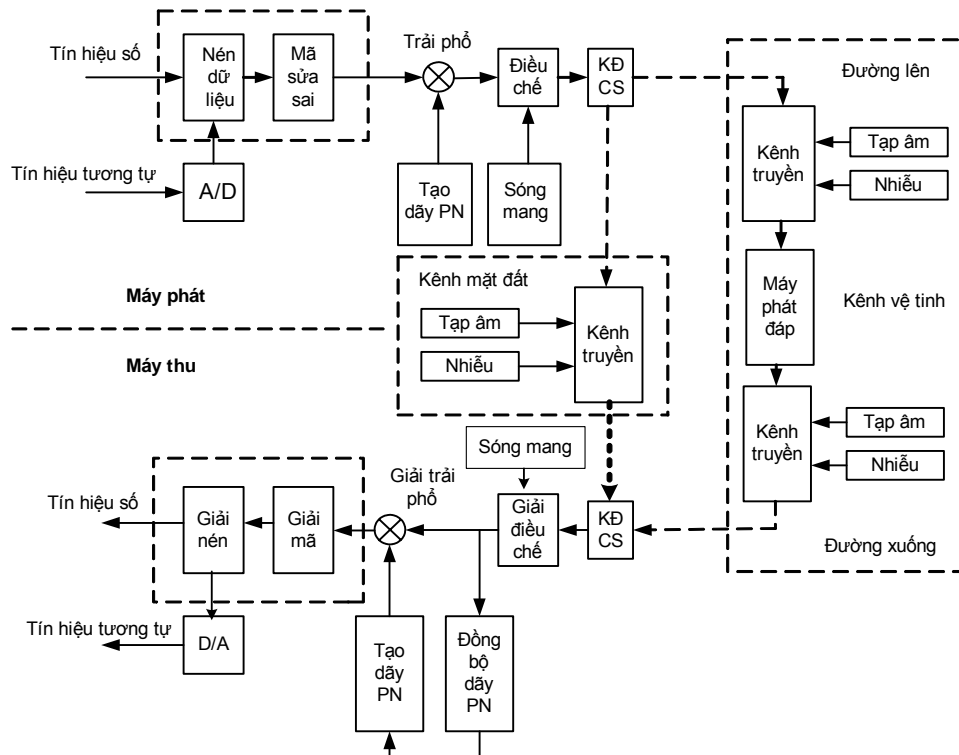 Tín hiệu số
Nén
dữ
liệu
Mã
sửa
sai
Trải phổ
Điều
chế
KĐ
CS
Đường lên
Kênh
truyền
Tạp âm
Nhiễu
Tín hiệu tương tự
A/D
Tạo
dãy PN
Sóng
mang
Máy phát
Kênh mặt đất
Tạp âm
Nhiễu
Kênh
truyền
Máy
phát
đáp
Kênh vệ tinh
Máy thu
Kênh
truyền
Tạp âm
Nhiễu
Sóng mang
Giải trải
phổ
Tín hiệu số
Giải
nén
Giải
mã
Giải
điều
chế
KĐ
CS
Đường xuống
Tín hiệu tương tự
D/A
Tạo
dãy
PN
Đồng
bộ
dãy
PN